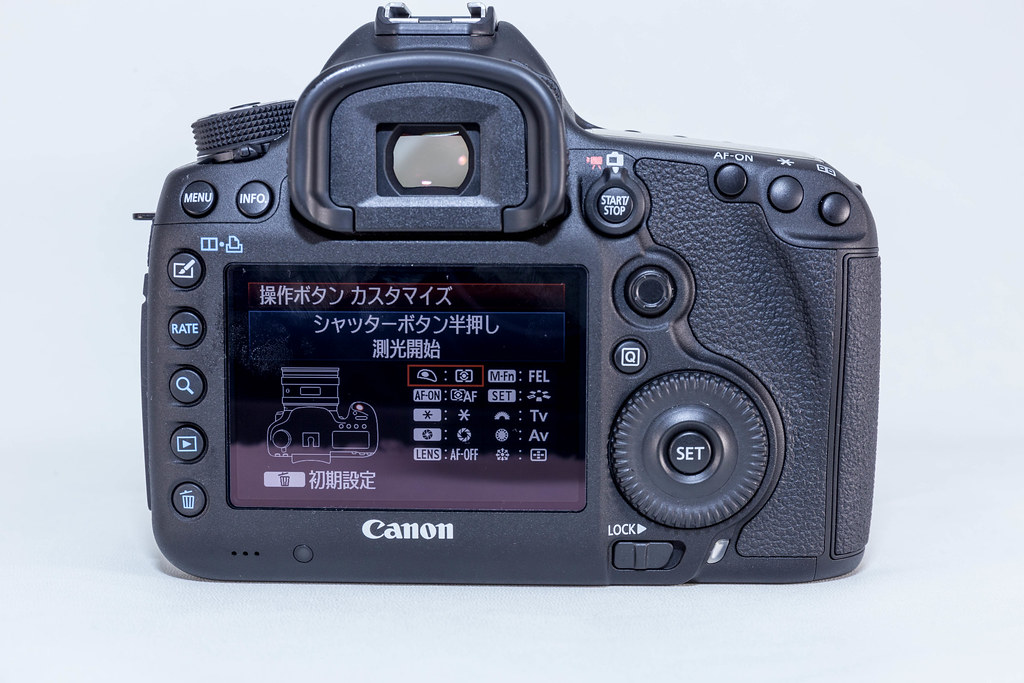 AF-ON
MENU
INFO.
START/
STOP
操作ボタン カスタマイズ
シャッターボタン半押し
測光開始
RATE
Q
M-Fn : FEL
AF-ON : AF
SET :
: Tv
: Av
LENS : AF-OFF
初期設定
SET
Canon
LOCK